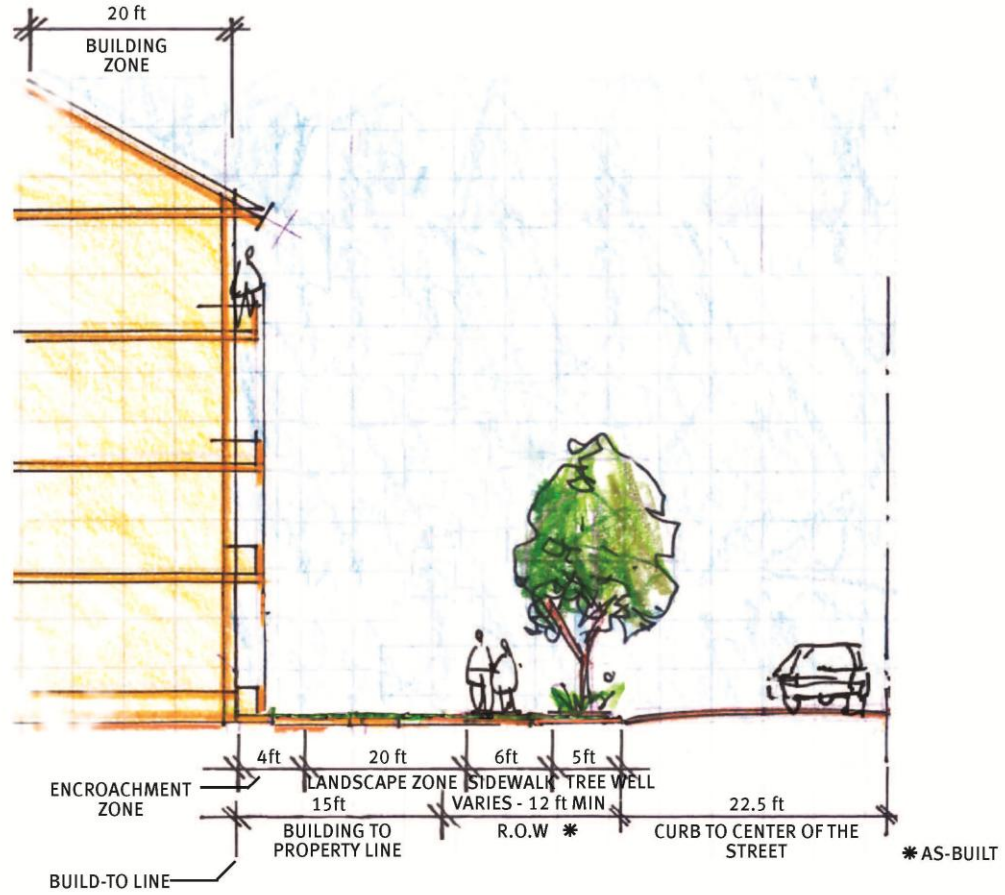 20 ft
BUILDING
ZONE
4ft
20 ft
6ft
5ft
ENCROACHMENT
ZONE
LANDSCAPE ZONE
SIDEWALK
TREE WELL
15ft
VARIES - 12 ft MIN
22.5 ft
BUILDING TO
PROPERTY LINE
R.O.W *
CURB TO CENTER OF THE
STREET
* AS-BUILT
BUILD-TO LINE